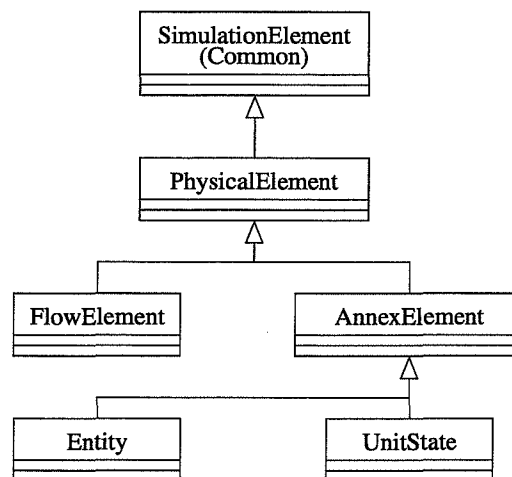 SimulationElement
(Common)
PhysicalElement
FlowElement
AnnexElement
Entity
UnitState